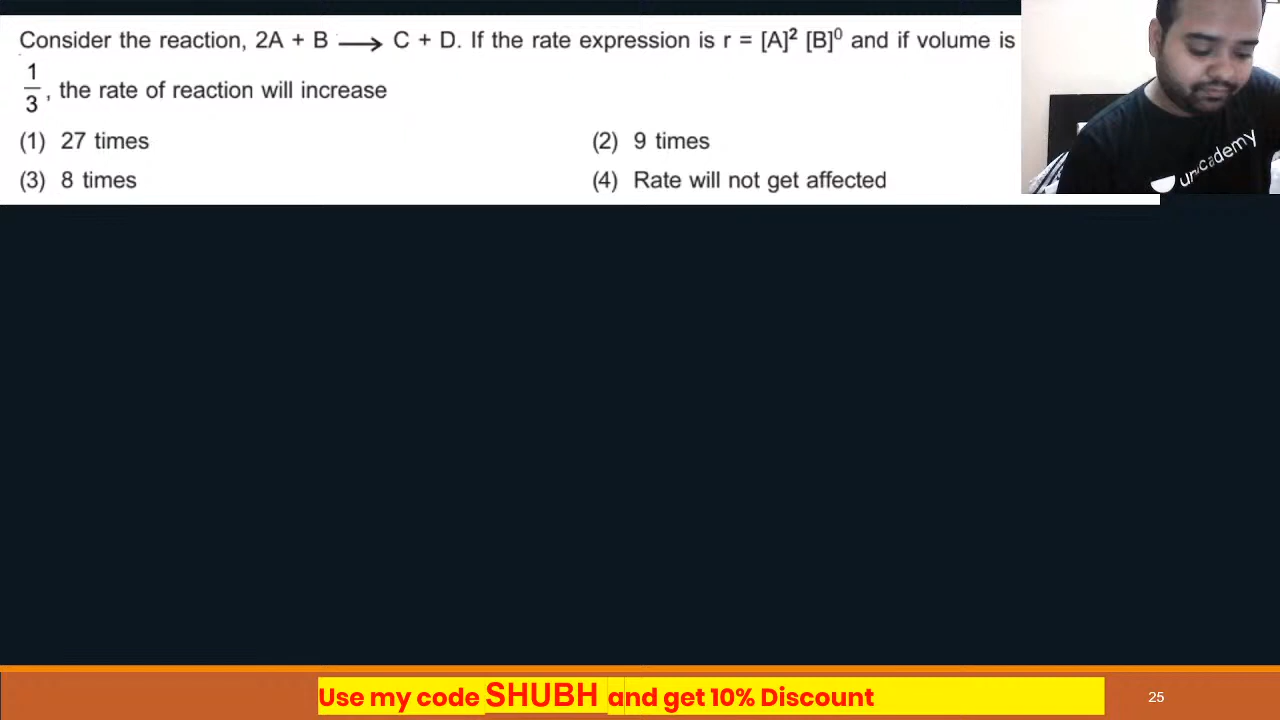 Consider the reaction, 2A + B ⟶ C + D. If the rate expression is r = [A]² [B]⁰ and if volume is
1/3, the rate of reaction will increase
(1) 27 times
(2) 9 times
(3) 8 times
(4) Rate will not get affected
unacademy
Use my code SHUBH and get 10% Discount
25